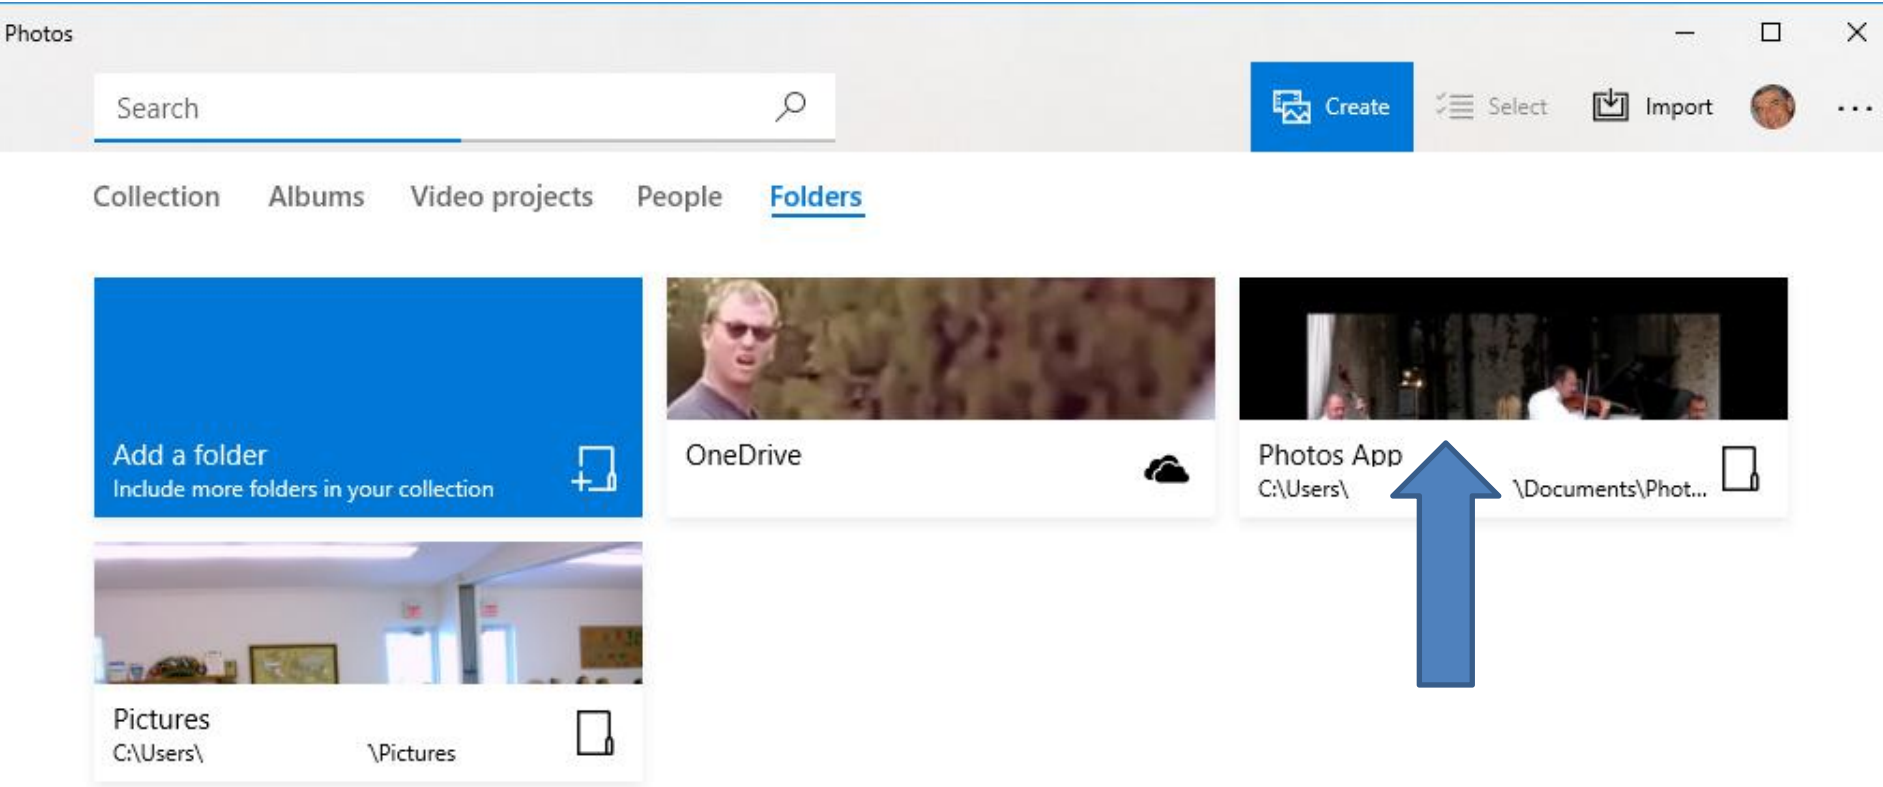 Photos
Search
Create
Select
Import
Collection Albums Video projects People Folders
Add a folder
Include more folders in your collection
OneDrive
Photos App
C:\Users\ \Documents\Phot...
Pictures
C:\Users\ \Pictures